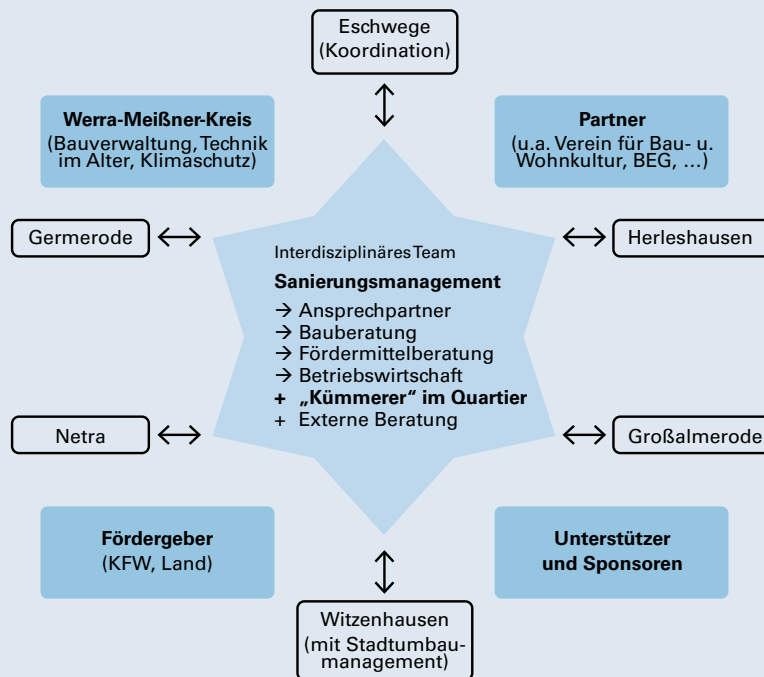 Eschwege
(Koordination)
Werra-Meißner-Kreis
(Bauverwaltung, Technik
im Alter, Klimaschutz)
Partner
(u.a. Verein für Bau- u.
Wohnkultur, BEG, …)
Germerode
Herleshausen
Interdisziplinäres Team
Sanierungsmanagement
→ Ansprechpartner
→ Bauberatung
→ Fördermittelberatung
→ Betriebswirtschaft
+ „Kümmerer“ im Quartier
+ Externe Beratung
Netra
Großalmerode
Fördergeber
(KFW, Land)
Unterstützer
und Sponsoren
Witzenhausen
(mit Stadtumbau-
management)